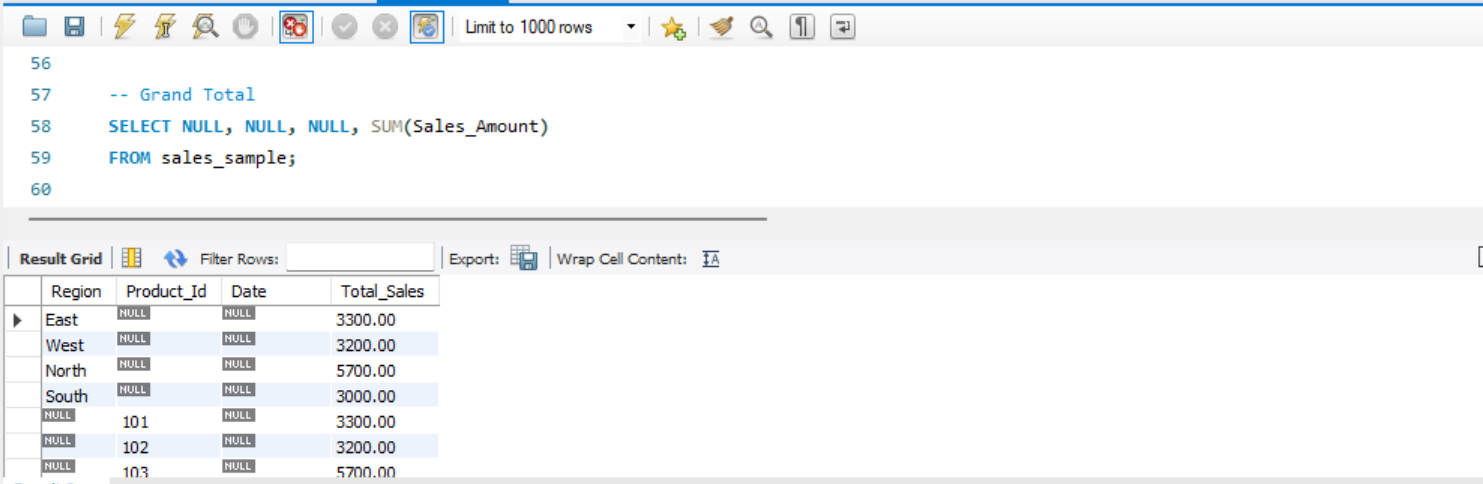 Limit to 1000 rows
56
57 -- Grand Total
58 SELECT NULL, NULL, NULL, SUM(Sales_Amount)
59 FROM sales_sample;
60
Result Grid Filter Rows: Export: Wrap Cell Content: IA
Region Product_Id Date Total_Sales
East NULL NULL 3300.00
West NULL NULL 3200.00
North NULL NULL 5700.00
South NULL NULL 3000.00
NULL 101 NULL 3300.00
NULL 102 NULL 3200.00
NULL 103 NULL 5700.00